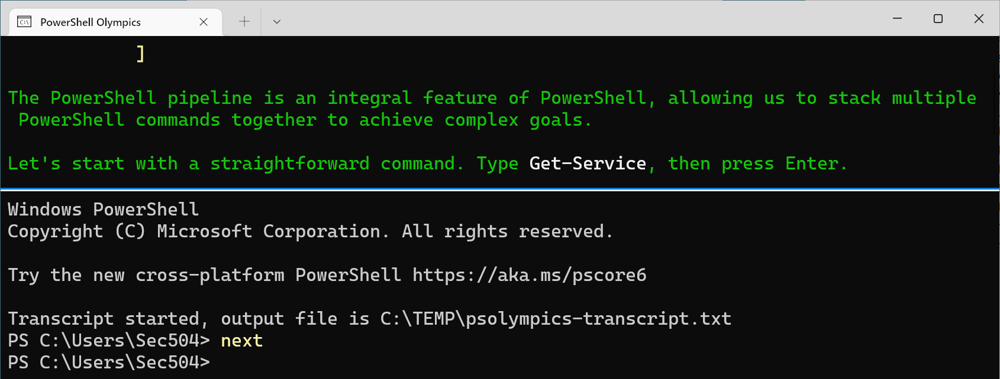 PowerShell Olympics
]
The PowerShell pipeline is an integral feature of PowerShell, allowing us to stack multiple
PowerShell commands together to achieve complex goals.
Let's start with a straightforward command. Type Get-Service, then press Enter.
Windows PowerShell
Copyright (C) Microsoft Corporation. All rights reserved.
Try the new cross-platform PowerShell https://aka.ms/pscore6
Transcript started, output file is C:\TEMP\psolympics-transcript.txt
PS C:\Users\Sec504> next
PS C:\Users\Sec504>